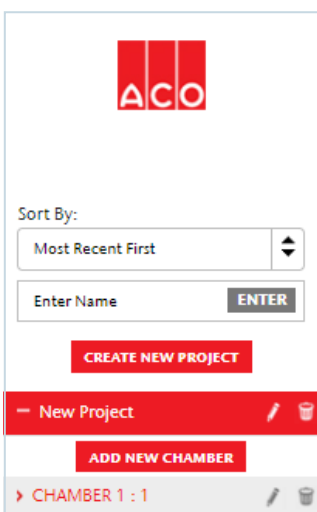 ACO
Sort By:
Most Recent First
Enter Name ENTER
CREATE NEW PROJECT
New Project
ADD NEW CHAMBER
CHAMBER 1 : 1